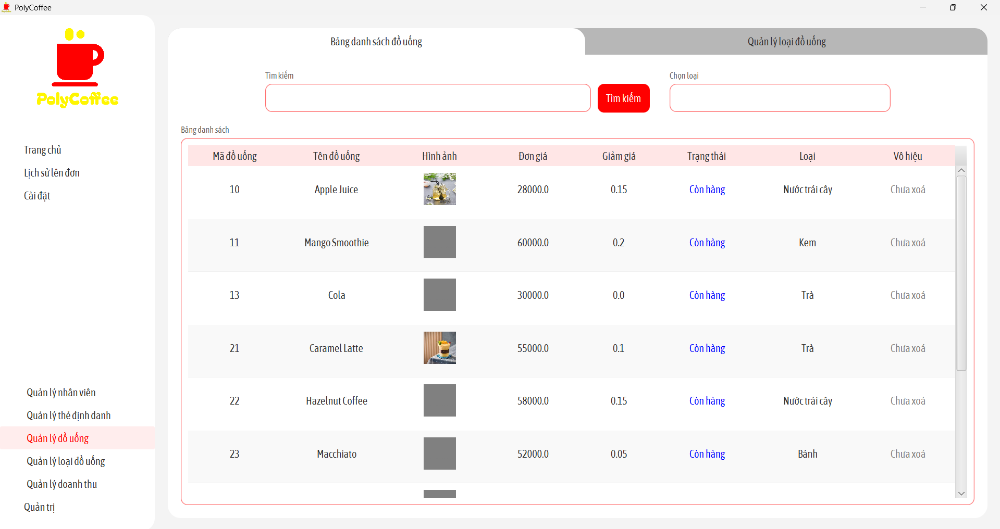 PolyCoffee
PolyCoffee
Trang chủ
Lịch sử lên đơn
Cài đặt
Quản lý nhân viên
Quản lý thẻ định danh
Quản lý đồ uống
Quản lý loại đồ uống
Quản lý doanh thu
Quản trị
Bảng danh sách đồ uống
Quản lý loại đồ uống
Tìm kiếm
Tìm kiếm
Chọn loại
Bảng danh sách
Mã đồ uống Tên đồ uống Hình ảnh Đơn giá Giảm giá Trạng thái Loại Vô hiệu
10 Apple Juice 28000.0 0.15 Còn hàng Nước trái cây Chưa xoá
11 Mango Smoothie 60000.0 0.2 Còn hàng Kem Chưa xoá
13 Cola 30000.0 0.0 Còn hàng Trà Chưa xoá
21 Caramel Latte 55000.0 0.1 Còn hàng Trà Chưa xoá
22 Hazelnut Coffee 58000.0 0.15 Còn hàng Nước trái cây Chưa xoá
23 Macchiato 52000.0 0.05 Còn hàng Bánh Chưa xoá